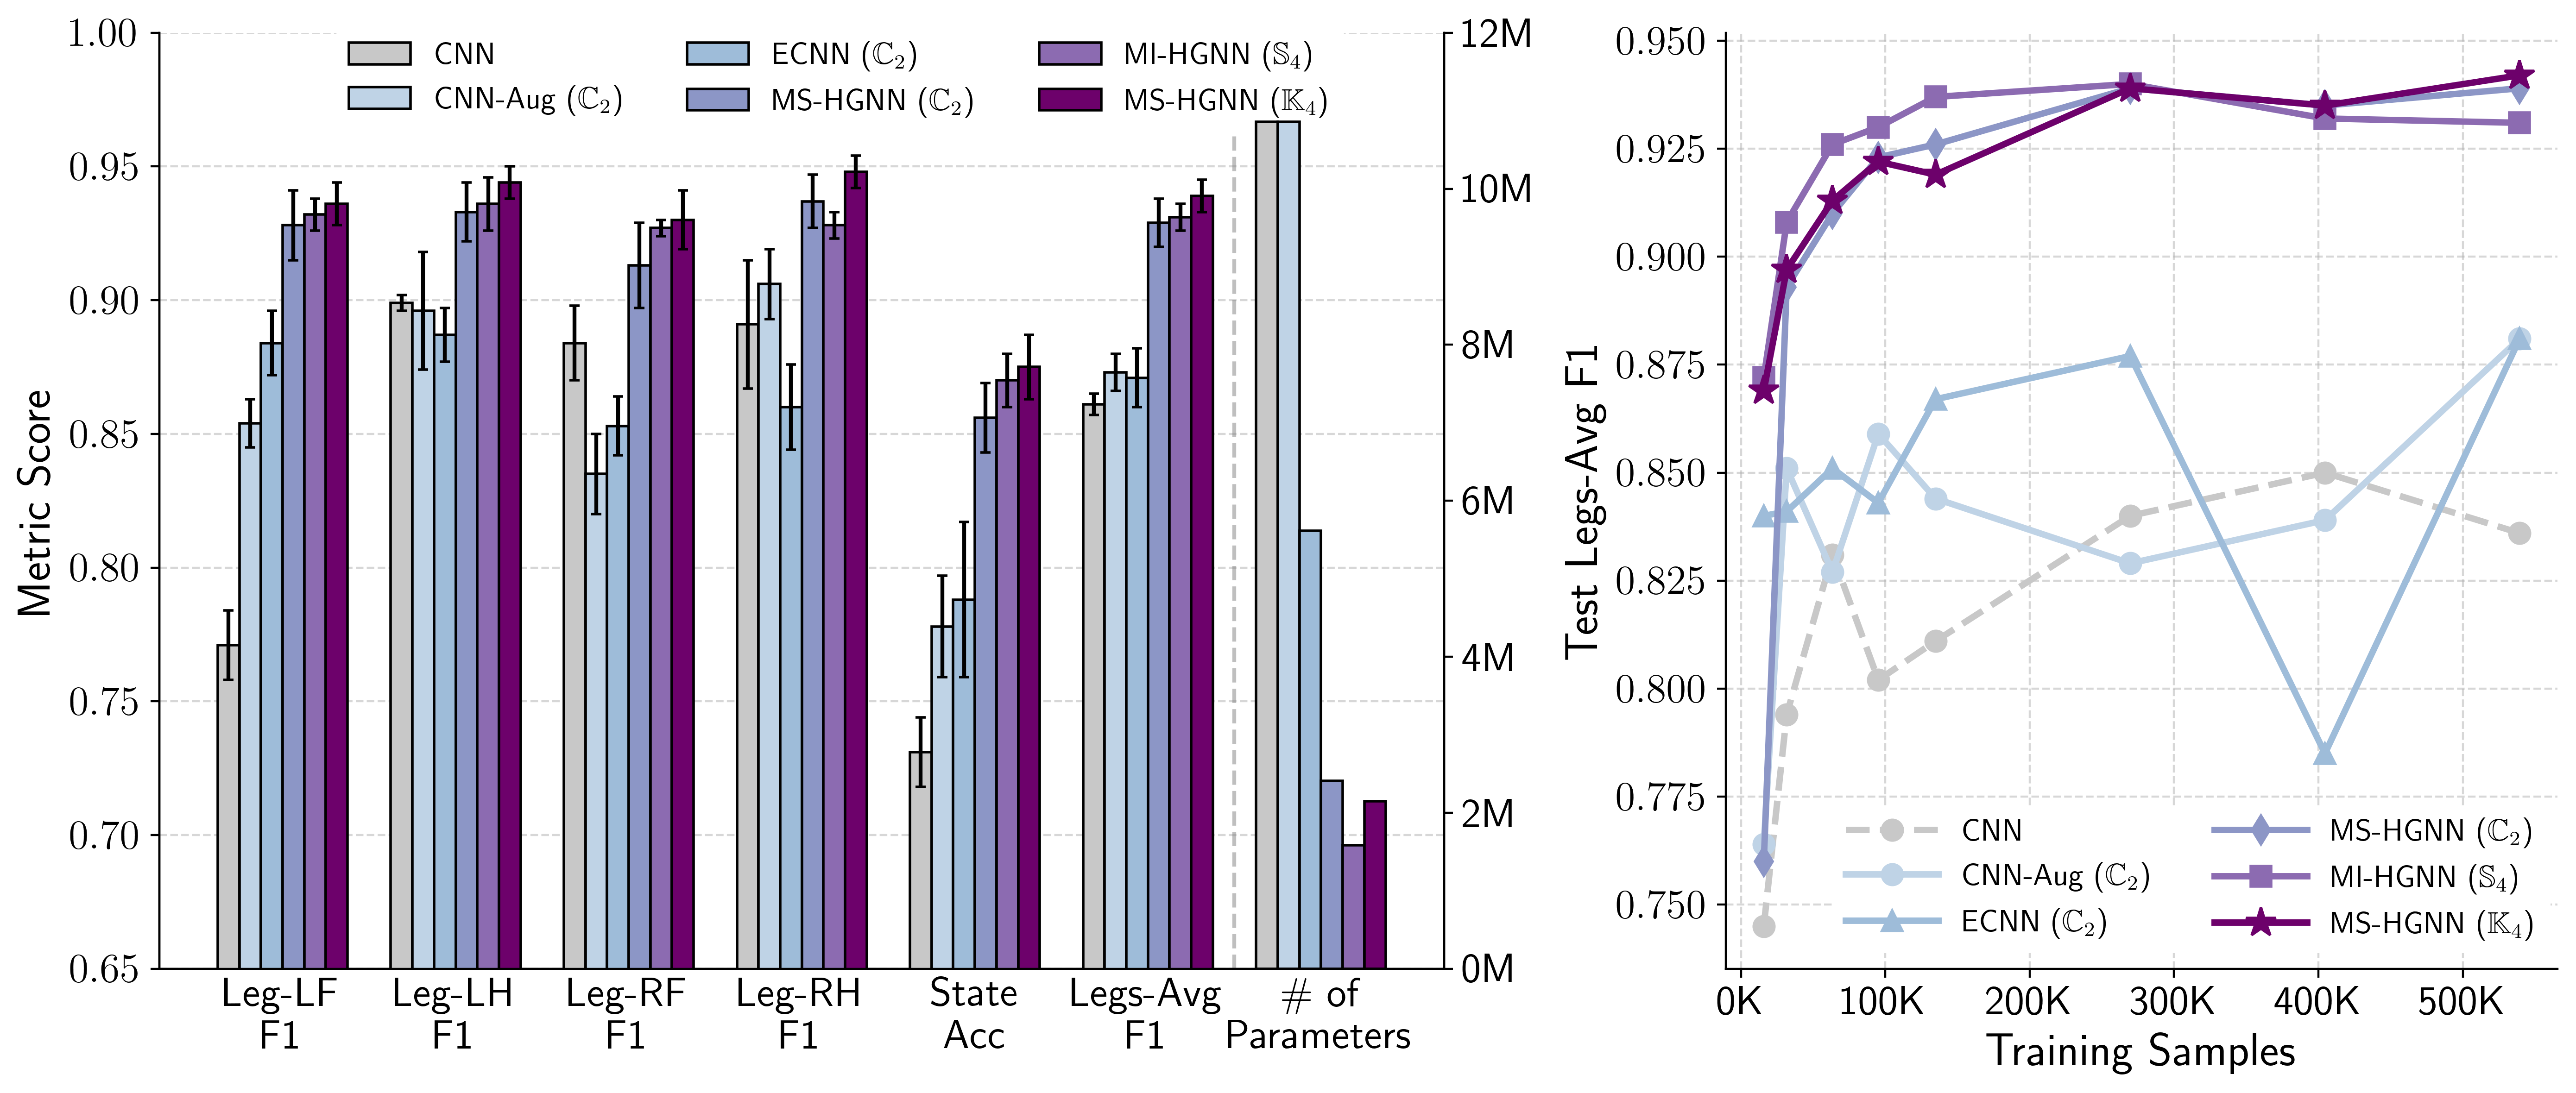 Metric Score
1.00
0.95
0.90
0.85
0.80
0.75
0.70
0.65
CNN
CNN-Aug (ℂ₂)
ECNN (ℂ₂)
MS-HGNN (ℂ₂)
MI-HGNN (𝕊₄)
MS-HGNN (𝕂₄)
Leg-LF
F1
Leg-LH
F1
Leg-RF
F1
Leg-RH
F1
State
Acc
Legs-Avg
F1
# of
Parameters
12M
10M
8M
6M
4M
2M
0M
Test Legs-Avg F1
0.950
0.925
0.900
0.875
0.850
0.825
0.800
0.775
0.750
CNN
CNN-Aug (ℂ₂)
ECNN (ℂ₂)
MS-HGNN (ℂ₂)
MI-HGNN (𝕊₄)
MS-HGNN (𝕂₄)
0K
100K
200K
300K
400K
500K
Training Samples